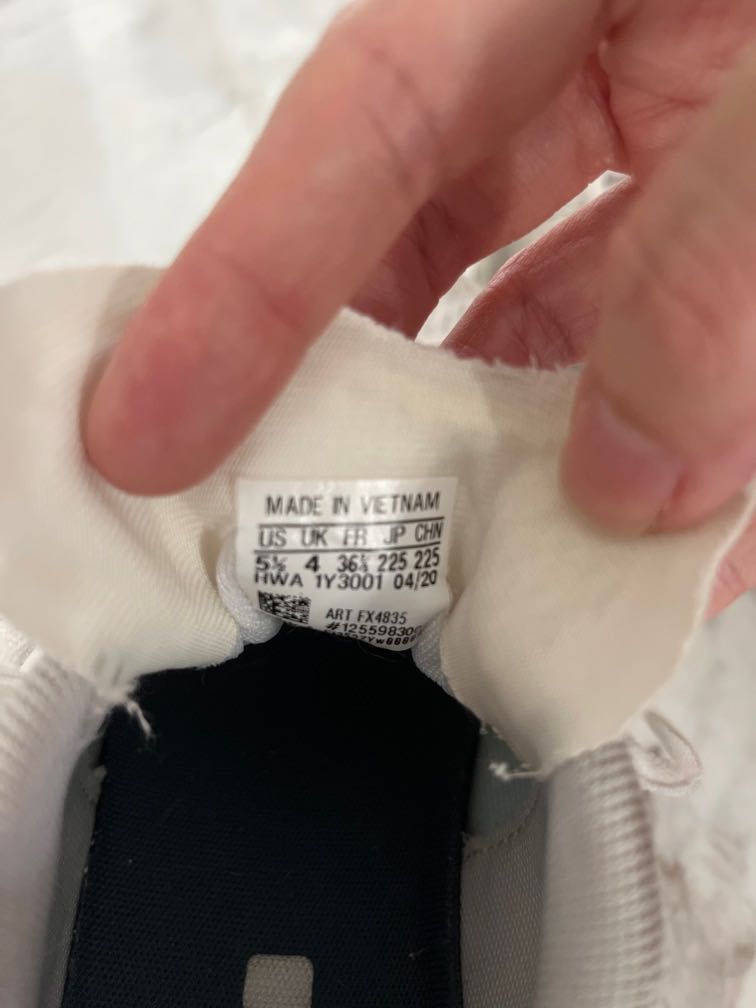 MADE IN VIETNAM
US UK FR JP CHN
5½ 4 36⅔ 225 225
HWA 1Y3001 04/20
ART FX4835